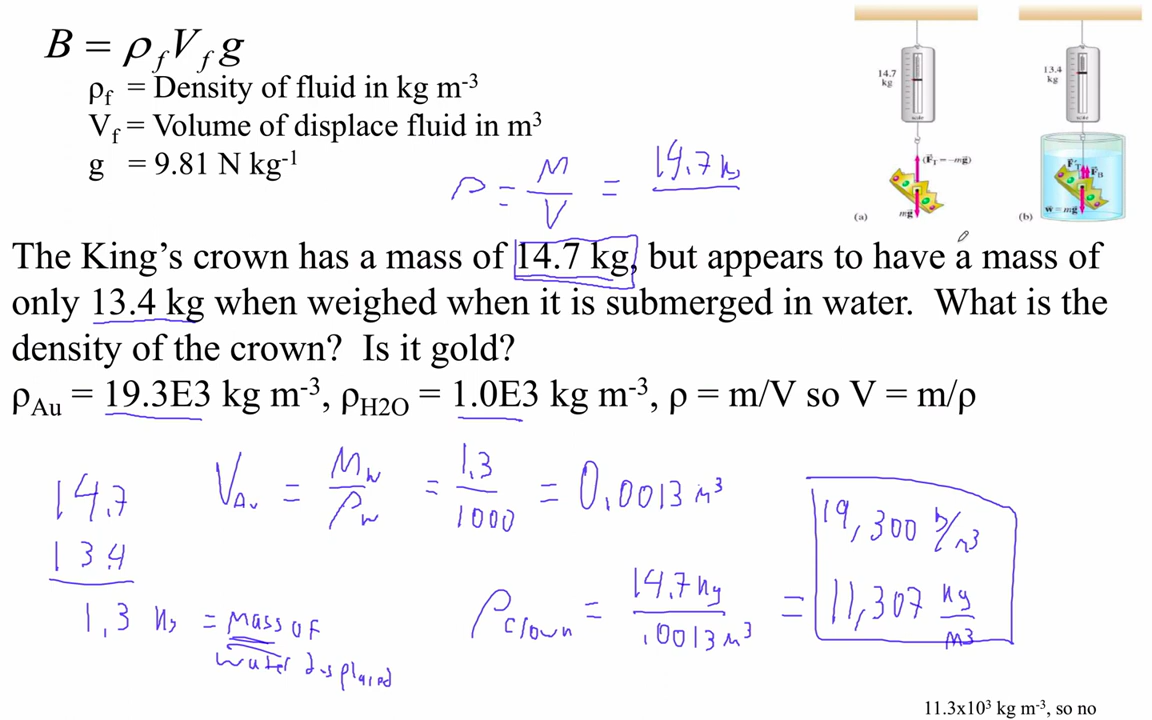 B = ρfVfg
ρf = Density of fluid in kg m-3
Vf = Volume of displace fluid in m3
g = 9.81 N kg-1
ρ = M/V = 14.7 kg
14.7 kg
(F⃗T = −mg⃗)
mg⃗
(a)
13.4 kg
F⃗'T
F⃗B
w⃗ = mg⃗
(b)
The King’s crown has a mass of 14.7 kg, but appears to have a mass of
only 13.4 kg when weighed when it is submerged in water. What is the
density of the crown? Is it gold?
ρAu = 19.3E3 kg m-3, ρH2O = 1.0E3 kg m-3, ρ = m/V so V = m/ρ
14.7
13.4
1.3 kg = mass of
water displaced
VAu = Mw/ρw = 1.3/1000 = 0.0013 m3
ρcrown = 14.7 kg/.0013 m3 = 11,307 kg/m3
19,300 kg/m3
11.3x103 kg m-3, so no